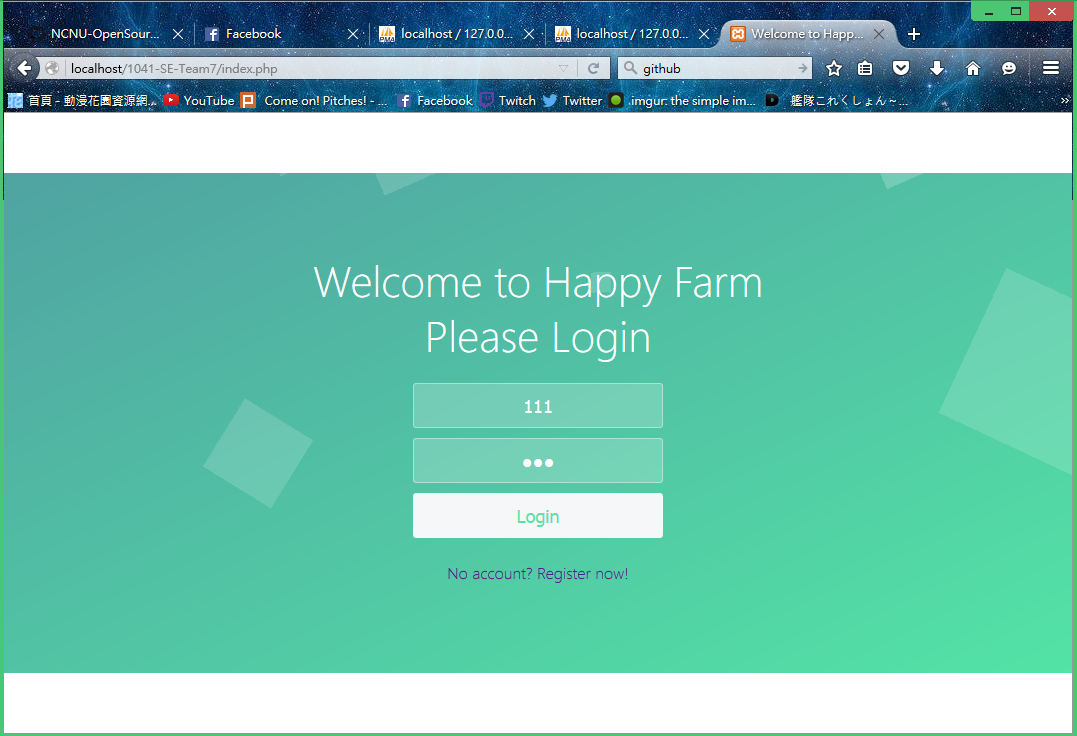 NCNU-OpenSour...
Facebook
localhost / 127.0.0...
localhost / 127.0.0...
Welcome to Happ...
localhost/1041-SE-Team7/index.php
github
首頁 - 動漫花園資源網...
YouTube
Come on! Pitches! - ...
Facebook
Twitch
Twitter
imgur: the simple im...
艦隊これくしょん～...
Welcome to Happy Farm
Please Login
111
●●●
Login
No account? Register now!